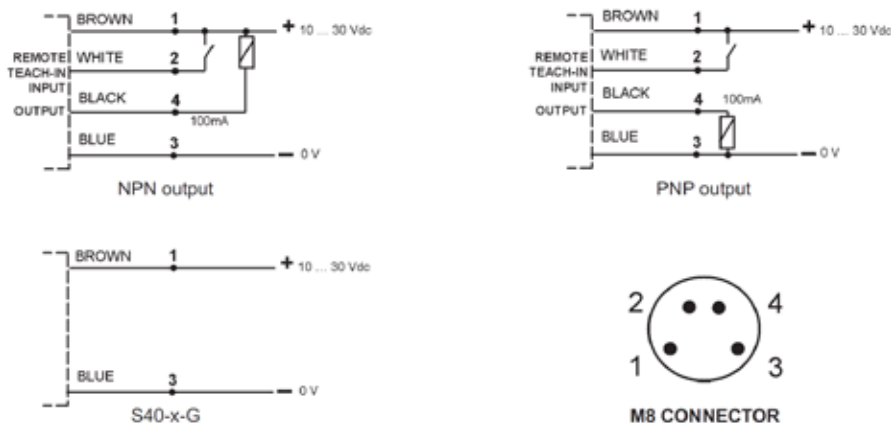 BROWN 1 + 10 ... 30 Vdc
REMOTE TEACH-IN INPUT WHITE 2
OUTPUT BLACK 4 100mA
BLUE 3 − 0 V
NPN output
BROWN 1 + 10 ... 30 Vdc
REMOTE TEACH-IN INPUT WHITE 2
OUTPUT BLACK 4 100mA
BLUE 3 − 0 V
PNP output
BROWN 1 + 10 ... 30 Vdc
BLUE 3 − 0 V
S40-x-G
2 4
1 3
M8 CONNECTOR